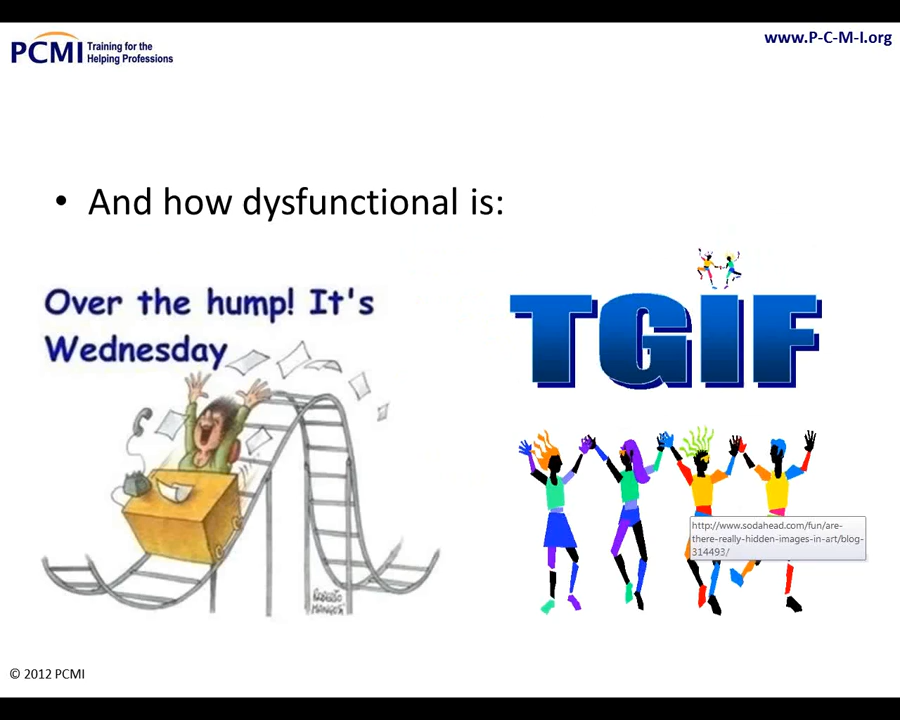 PCMI Training for the
Helping Professions
www.P-C-M-I.org
• And how dysfunctional is:
Over the hump! It's
Wednesday
TGIF
http://www.sodahead.com/fun/are-
there-really-hidden-images-in-art/blog-
314493/
© 2012 PCMI